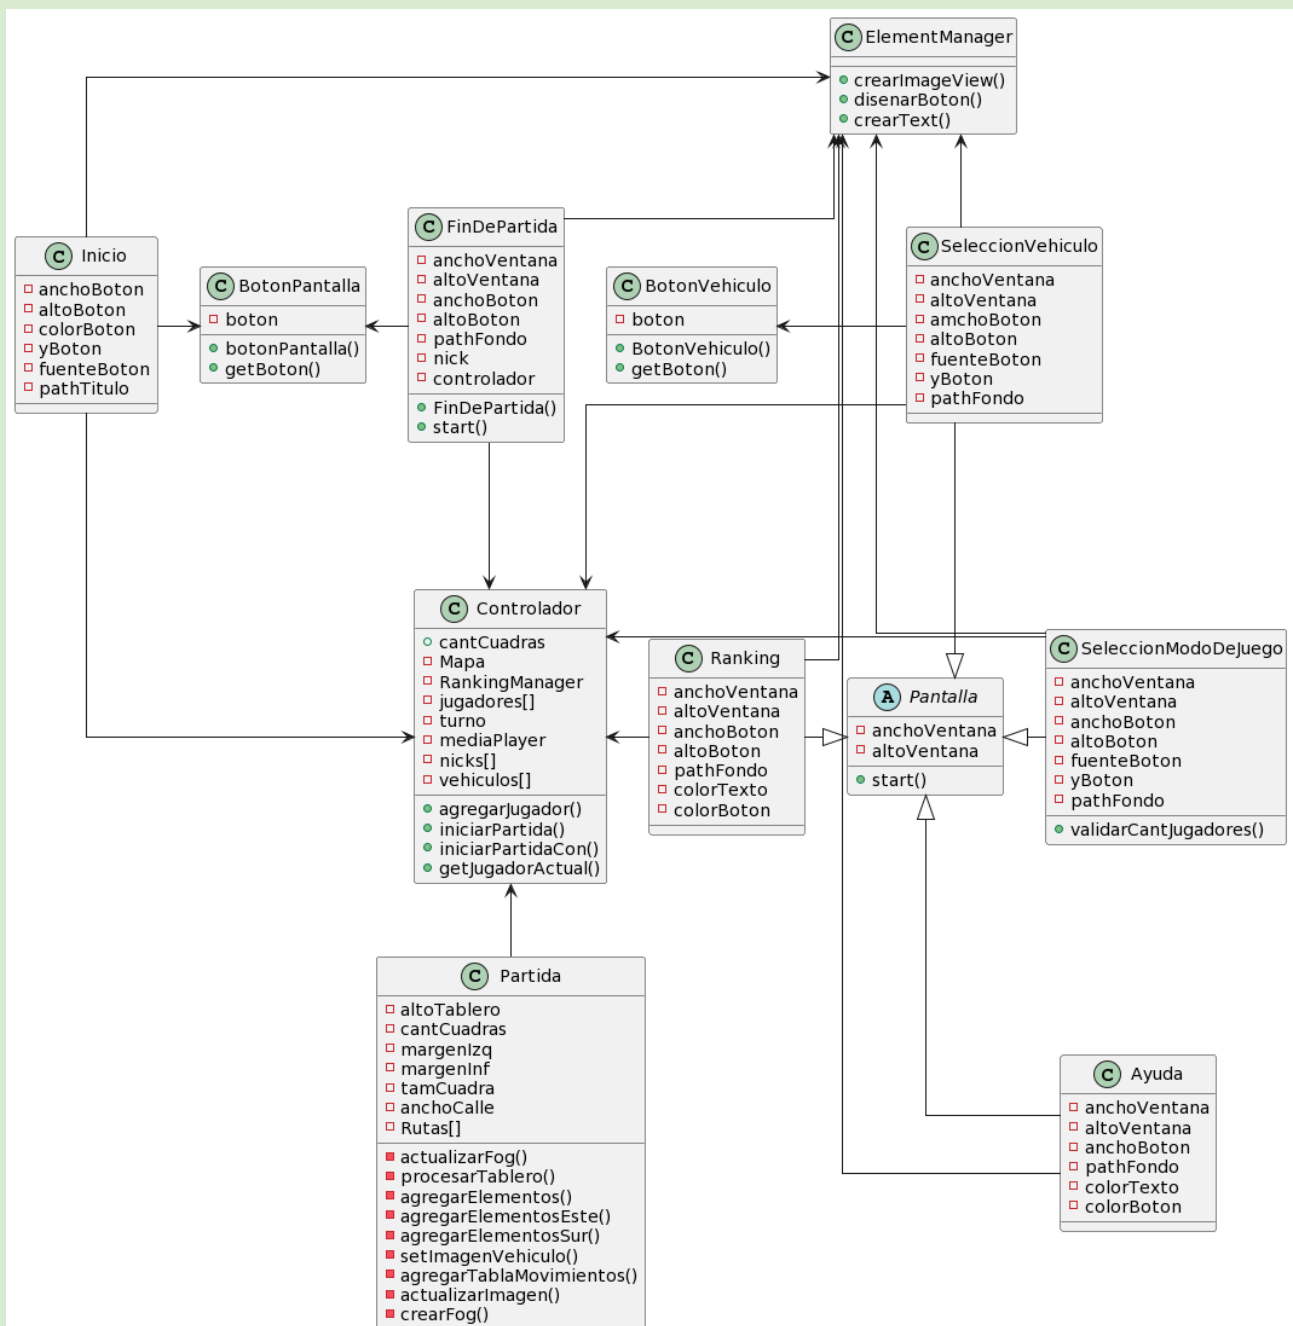 C ElementManager
crearImageView()
disenarBoton()
crearText()
C Inicio
anchoBoton
altoBoton
colorBoton
yBoton
fuenteBoton
pathTitulo
C BotonPantalla
boton
botonPantalla()
getBoton()
C FinDePartida
anchoVentana
altoVentana
anchoBoton
altoBoton
pathFondo
nick
controlador
FinDePartida()
start()
C BotonVehiculo
boton
BotonVehiculo()
getBoton()
C SeleccionVehiculo
anchoVentana
altoVentana
amchoBoton
altoBoton
fuenteBoton
yBoton
pathFondo
C Controlador
cantCuadras
Mapa
RankingManager
jugadores[]
turno
mediaPlayer
nicks[]
vehiculos[]
agregarJugador()
iniciarPartida()
iniciarPartidaCon()
getJugadorActual()
C Ranking
anchoVentana
altoVentana
anchoBoton
altoBoton
pathFondo
colorTexto
colorBoton
A Pantalla
anchoVentana
altoVentana
start()
C SeleccionModoDeJuego
anchoVentana
altoVentana
anchoBoton
altoBoton
fuenteBoton
yBoton
pathFondo
validarCantJugadores()
C Partida
altoTablero
cantCuadras
margenIzq
margenInf
tamCuadra
anchoCalle
Rutas[]
actualizarFog()
procesarTablero()
agregarElementos()
agregarElementosEste()
agregarElementosSur()
setImagenVehiculo()
agregarTablaMovimientos()
actualizarImagen()
crearFog()
C Ayuda
anchoVentana
altoVentana
anchoBoton
pathFondo
colorTexto
colorBoton